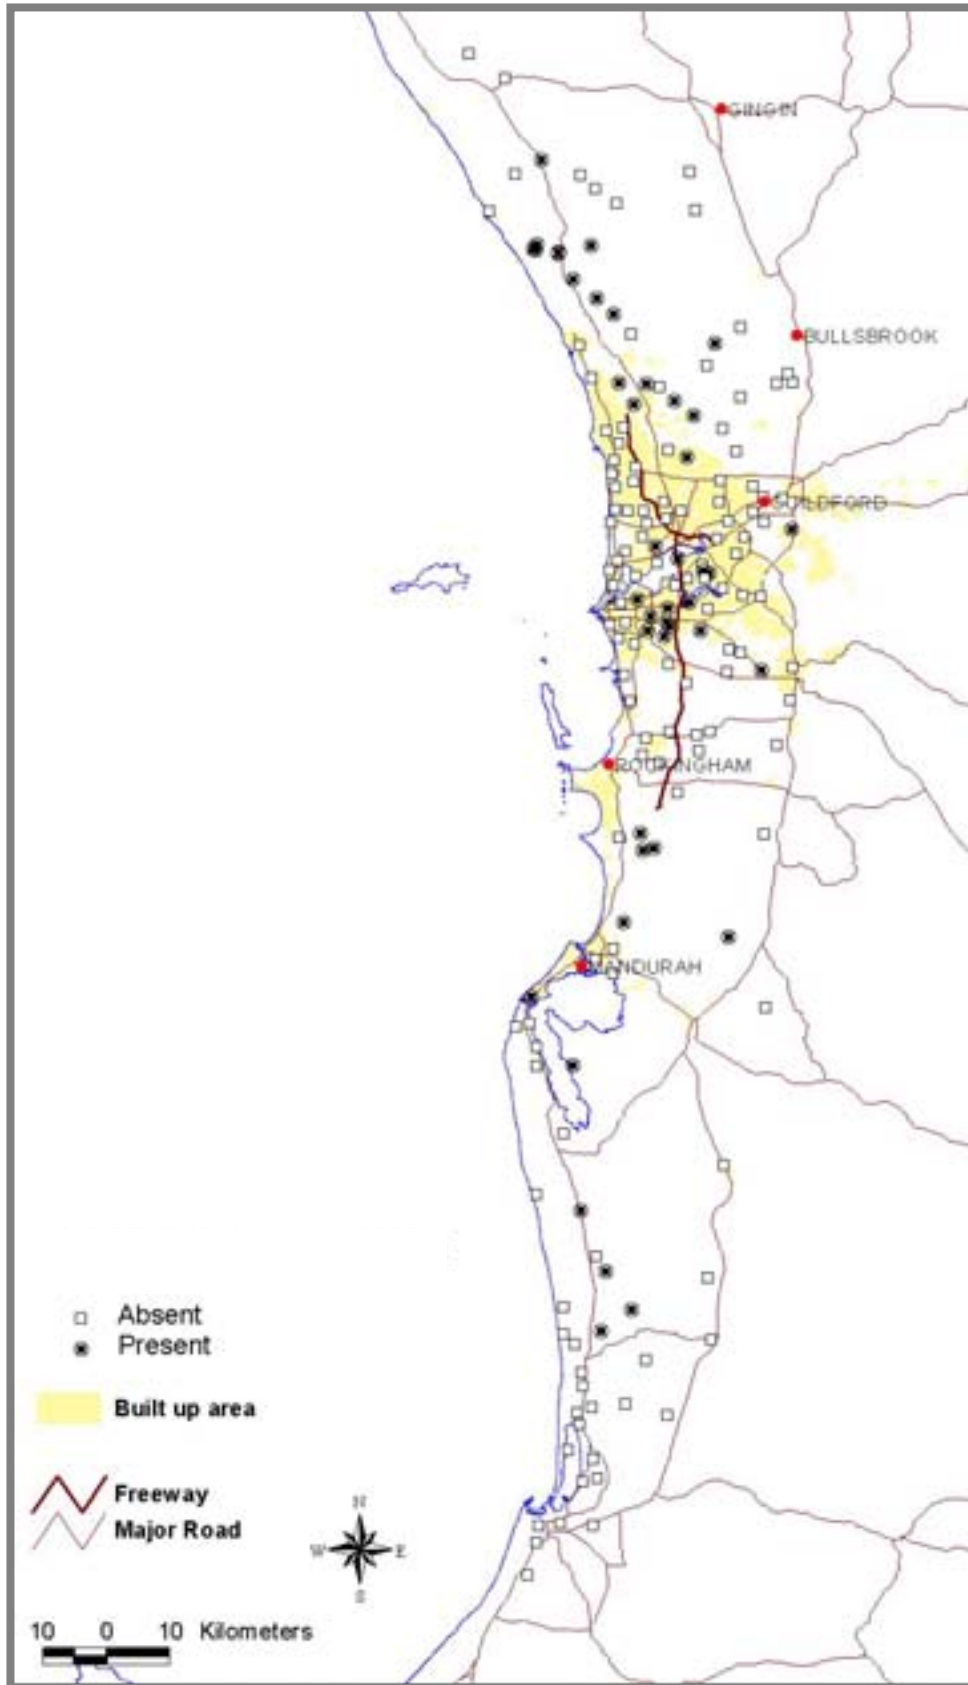 GINGIN
BULLSBROOK
GUILDFORD
ROCKINGHAM
MANDURAH
Absent
Present
Built up area
Freeway
Major Road
N
W E
S
10 0 10 Kilometers